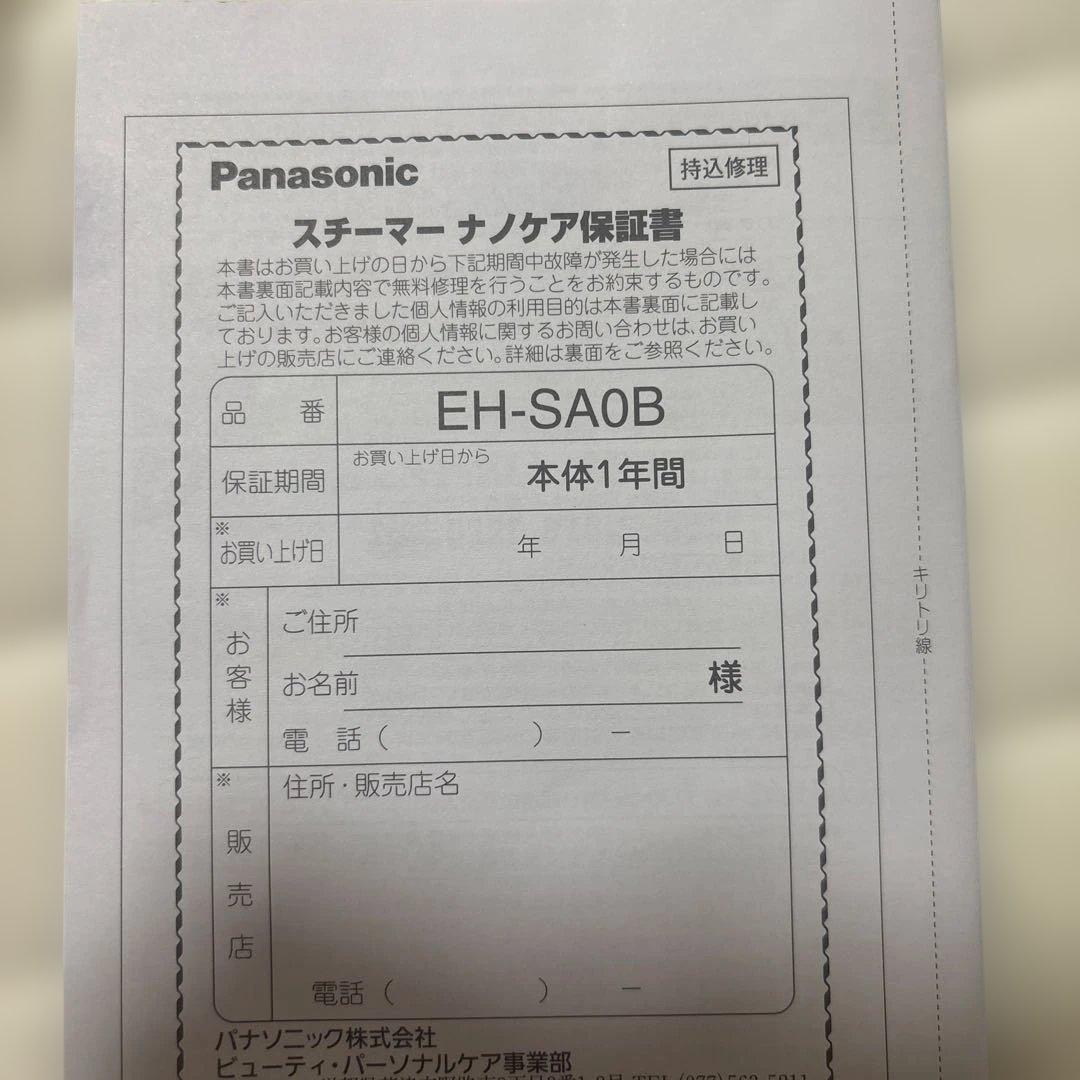 Panasonic
持込修理
スチーマー ナノケア保証書
本書はお買い上げの日から下記期間中故障が発生した場合には
本書裏面記載内容で無料修理を行うことをお約束するものです。
ご記入いただきました個人情報の利用目的は本書裏面に記載し
ております。お客様の個人情報に関するお問い合わせは、お買い
上げの販売店にご連絡ください。詳細は裏面をご参照ください。
品 番 EH-SA0B
保証期間 お買い上げ日から 本体1年間
※お買い上げ日 年 月 日
※お客様
ご住所
お名前 様
電 話 ( ) ー
※販売店
住所・販売店名
電話 ( ) ー
キリトリ線
パナソニック株式会社
ビューティ・パーソナルケア事業部